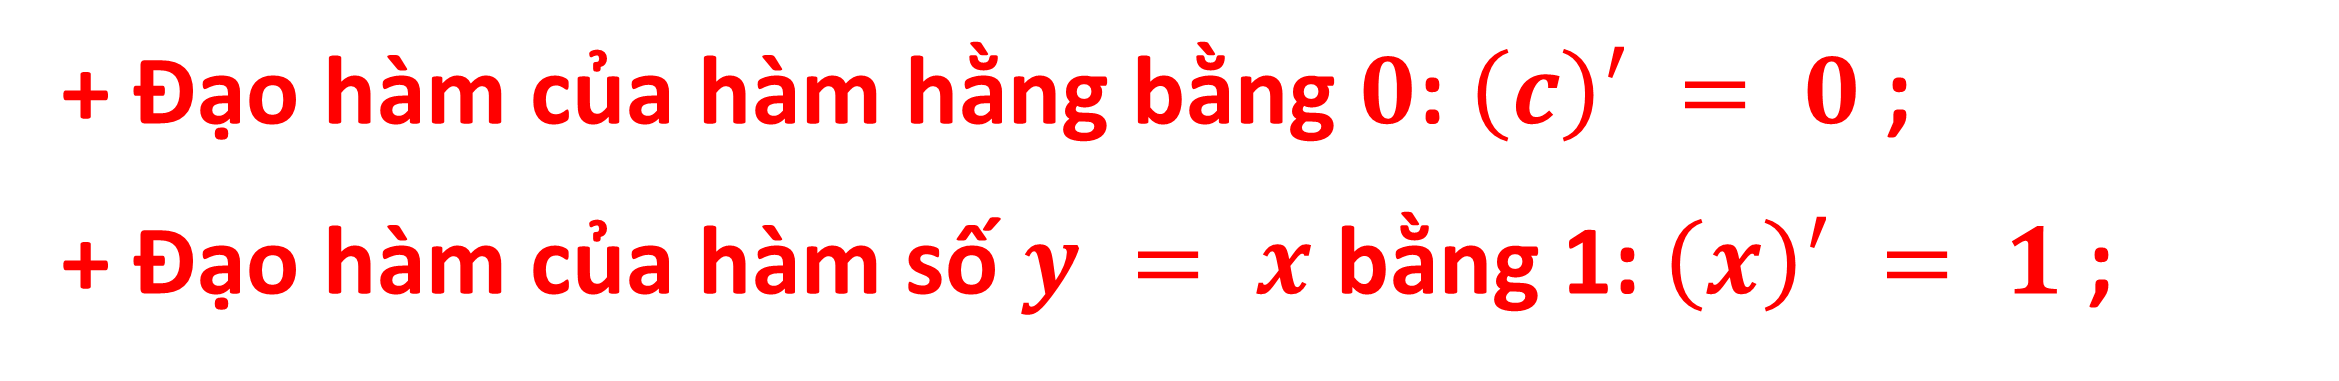 + Đạo hàm của hàm hằng bằng 0: (c)′ = 0 ;
+ Đạo hàm của hàm số y = x bằng 1: (x)′ = 1 ;